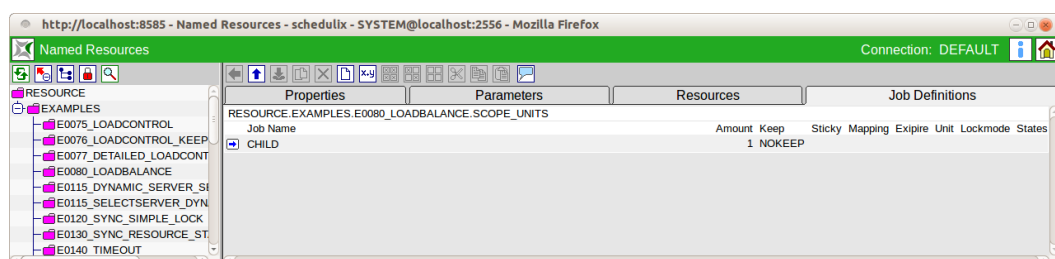 http://localhost:8585 - Named Resources - schedulix - SYSTEM@localhost:2556 - Mozilla Firefox
Named Resources
Connection: DEFAULT
RESOURCE
EXAMPLES
E0075_LOADCONTROL
E0076_LOADCONTROL_KEEP
E0077_DETAILED_LOADCONT
E0080_LOADBALANCE
E0115_DYNAMIC_SERVER_SE
E0115_SELECTSERVER_DYN
E0120_SYNC_SIMPLE_LOCK
E0130_SYNC_RESOURCE_ST
E0140_TIMEOUT
x,y
Properties Parameters Resources Job Definitions
RESOURCE.EXAMPLES.E0080_LOADBALANCE.SCOPE_UNITS
Job Name Amount Keep Sticky Mapping Exipire Unit Lockmode States
CHILD 1 NOKEEP